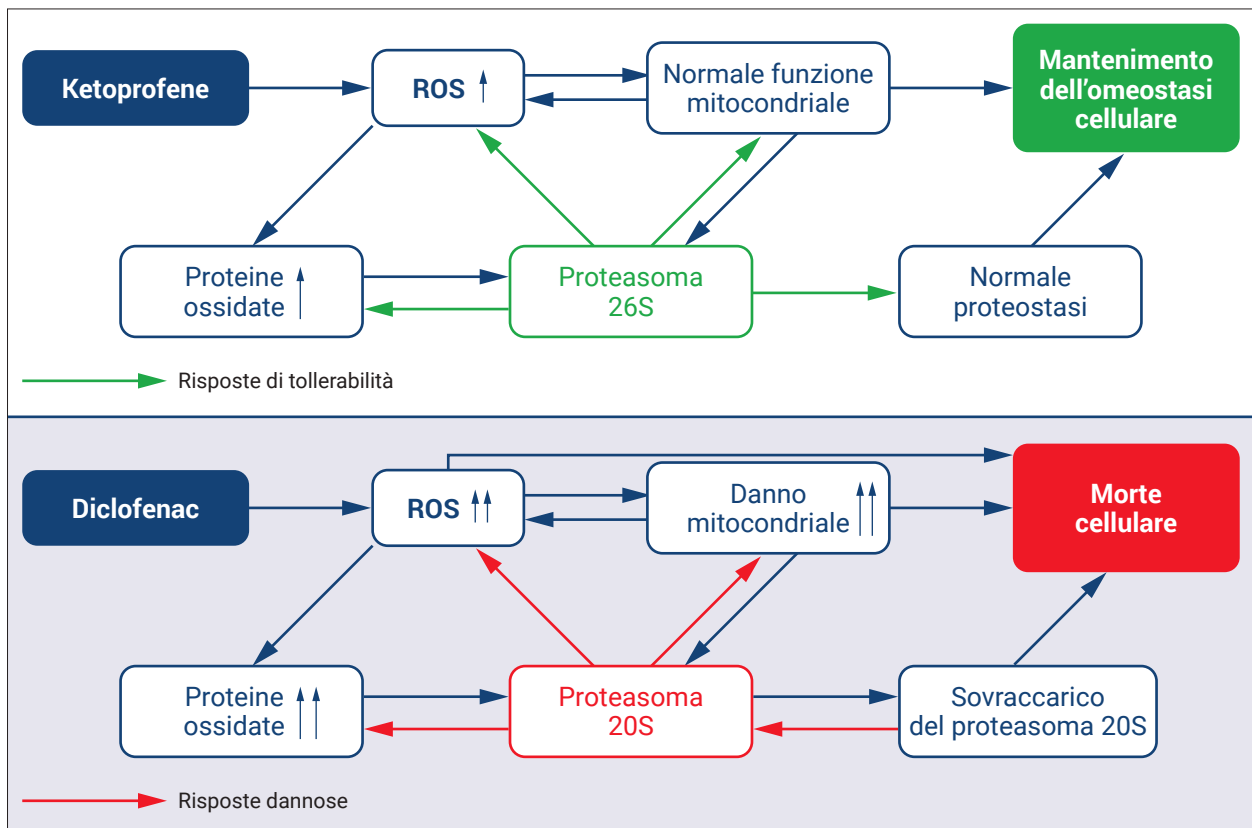 Ketoprofene
ROS
Normale funzione
mitocondriale
Mantenimento
dell'omeostasi
cellulare
Proteine
ossidate
Proteasoma
26S
Normale
proteostasi
Risposte di tollerabilità
Diclofenac
ROS
Danno
mitocondriale
Morte
cellulare
Proteine
ossidate
Proteasoma
20S
Sovraccarico
del proteasoma 20S
Risposte dannose